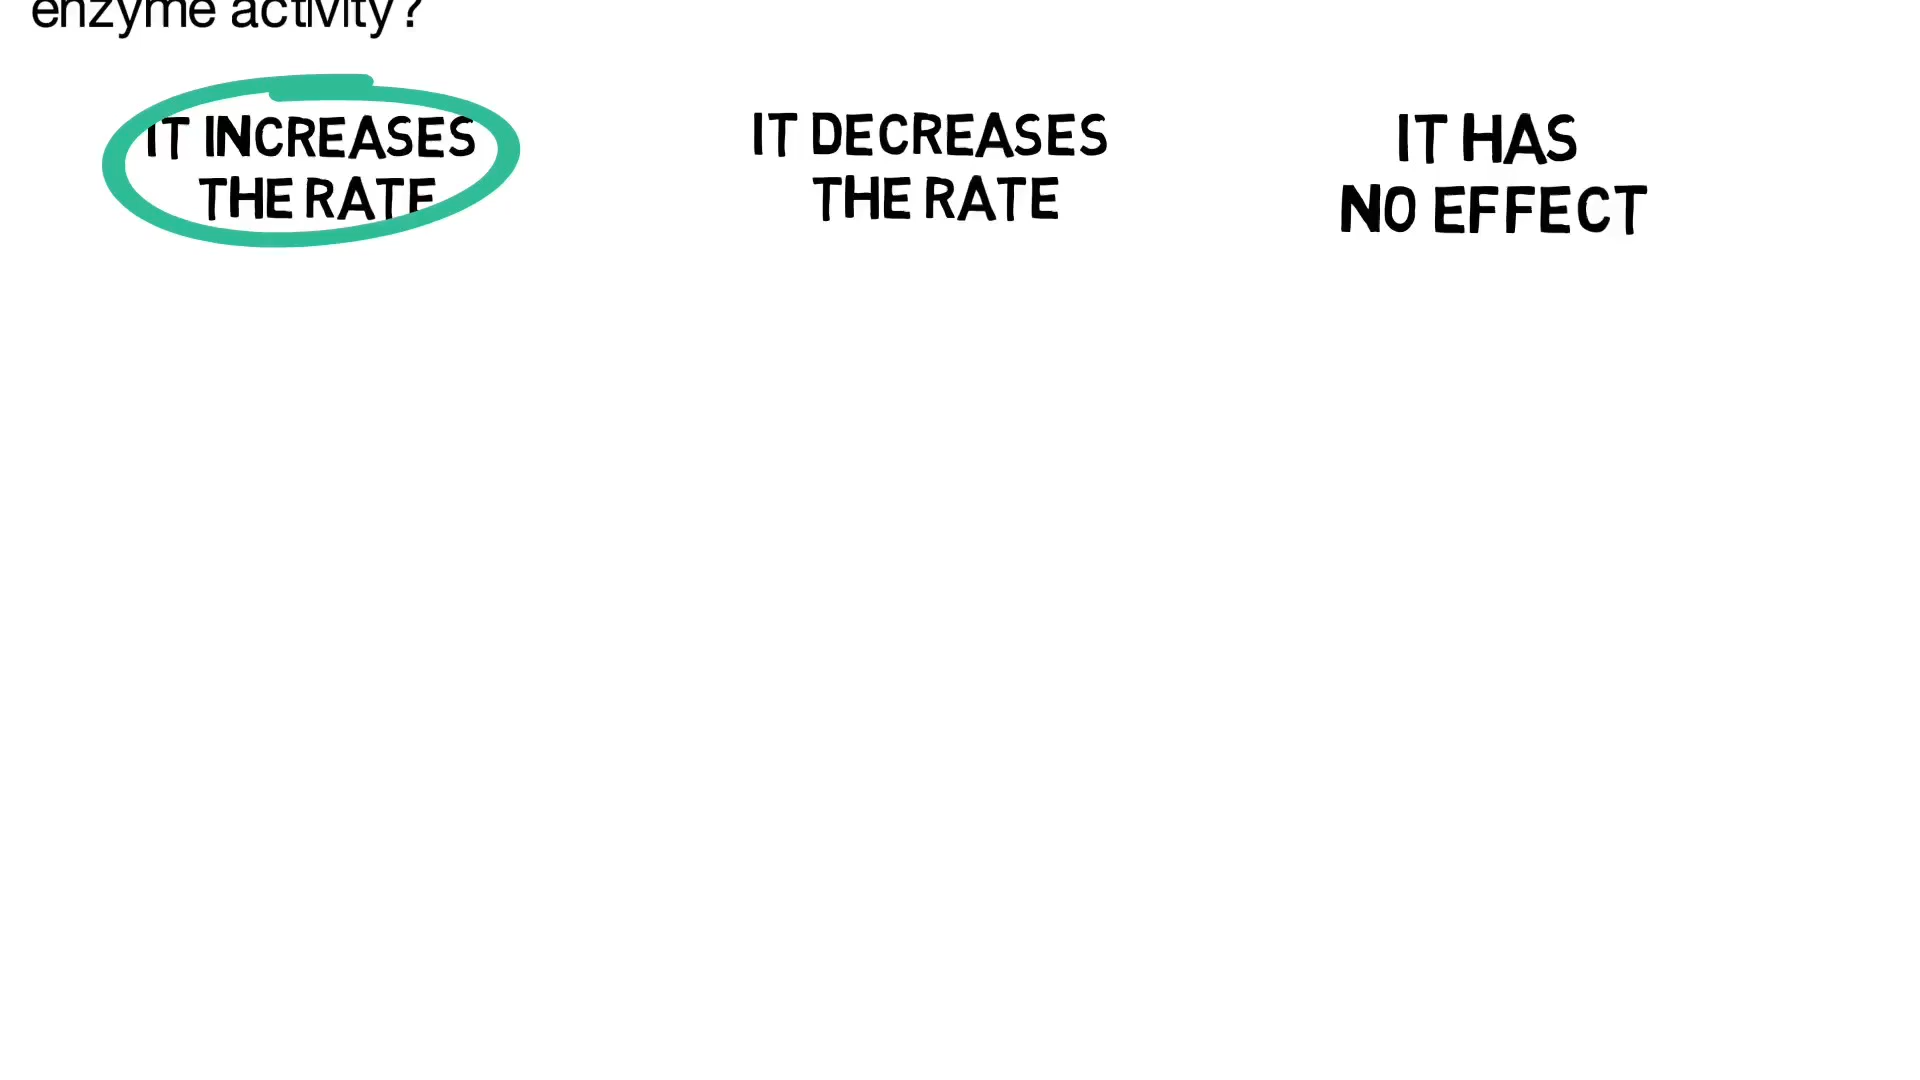 enzyme activity?
IT INCREASES
THE RATE
IT DECREASES
THE RATE
IT HAS
NO EFFECT